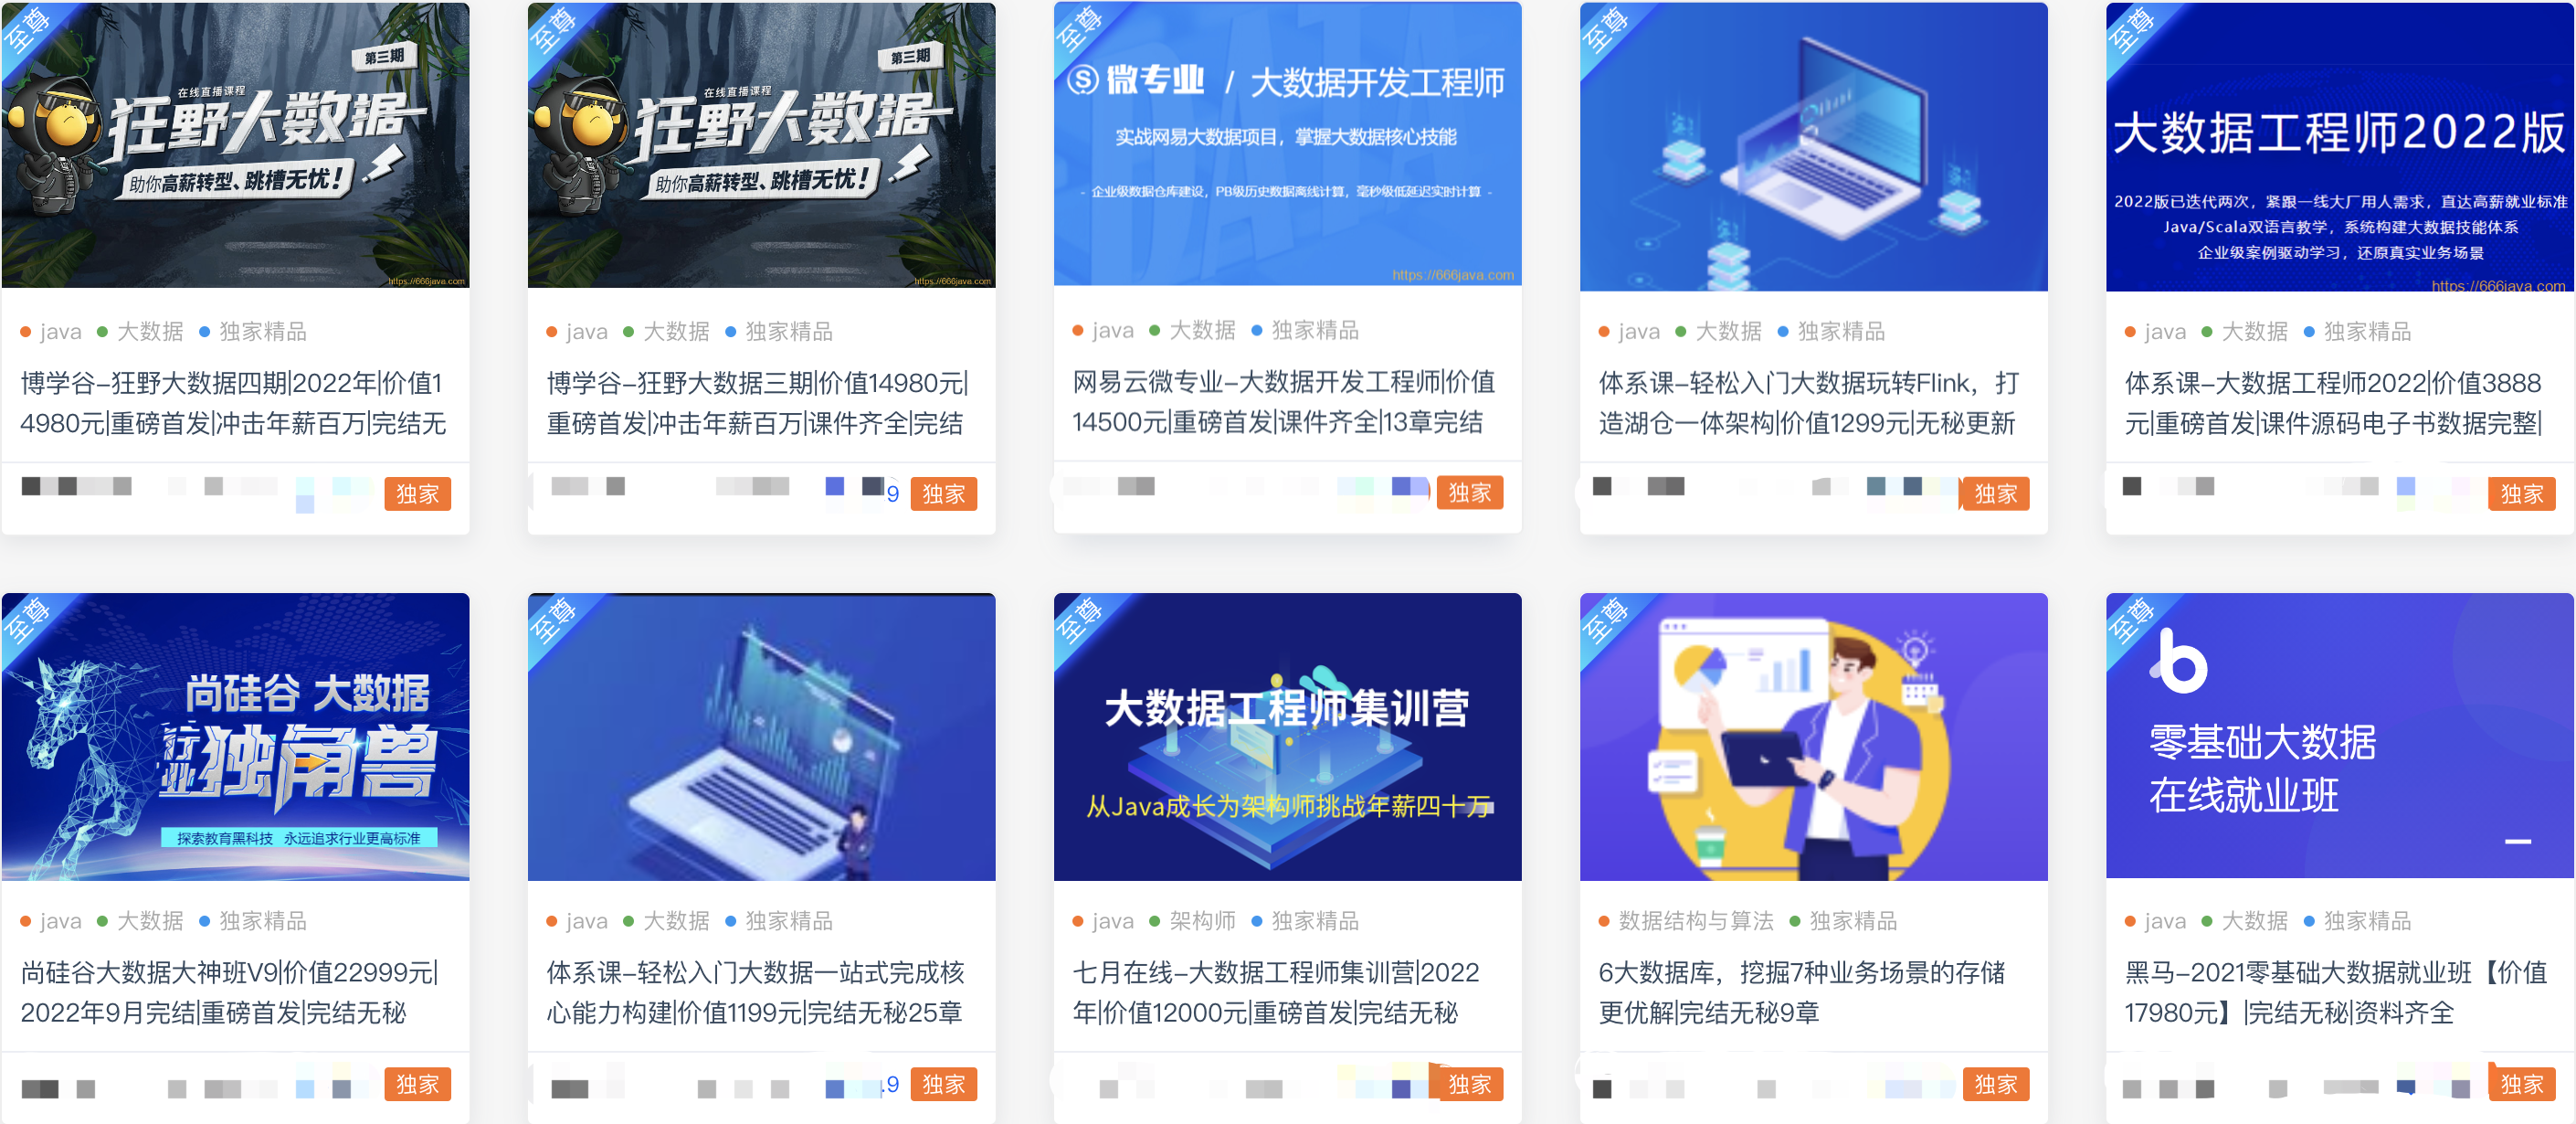 至尊
第三期
在线直播课程
狂野大数据
助你高薪转型、跳槽无忧！
https://666java.com
java 大数据 独家精品
博学谷-狂野大数据四期|2022年|价值1
4980元|重磅首发|冲击年薪百万|完结无
独家
至尊
第三期
在线直播课程
狂野大数据
助你高薪转型、跳槽无忧！
https://666java.com
java 大数据 独家精品
博学谷-狂野大数据三期|价值14980元|
重磅首发|冲击年薪百万|课件齐全|完结
9 独家
至尊
微专业 / 大数据开发工程师
实战网易大数据项目，掌握大数据核心技能
- 企业级数据仓库建设，PB级历史数据离线计算，毫秒级低延迟实时计算 -
https://666java.com
java 大数据 独家精品
网易云微专业-大数据开发工程师|价值
14500元|重磅首发|课件齐全|13章完结
独家
至尊
java 大数据 独家精品
体系课-轻松入门大数据玩转Flink，打
造湖仓一体架构|价值1299元|无秘更新
独家
至尊
大数据工程师2022版
2022版已迭代两次，紧跟一线大厂用人需求，直达高薪就业标准
Java/Scala双语言教学，系统构建大数据技能体系
企业级案例驱动学习，还原真实业务场景
https://666java.com
java 大数据 独家精品
体系课-大数据工程师2022|价值3888
元|重磅首发|课件源码电子书数据完整|
独家
至尊
尚硅谷 大数据
行业独角兽
探索教育黑科技 永远追求行业更高标准
java 大数据 独家精品
尚硅谷大数据大神班V9|价值22999元|
2022年9月完结|重磅首发|完结无秘
独家
至尊
java 大数据 独家精品
体系课-轻松入门大数据一站式完成核
心能力构建|价值1199元|完结无秘25章
.9 独家
至尊
大数据工程师集训营
从Java成长为架构师挑战年薪四十万
java 架构师 独家精品
七月在线-大数据工程师集训营|2022
年|价值12000元|重磅首发|完结无秘
独家
至尊
数据结构与算法 独家精品
6大数据库，挖掘7种业务场景的存储
更优解|完结无秘9章
独家
至尊
零基础大数据
在线就业班
java 大数据 独家精品
黑马-2021零基础大数据就业班【价值
17980元】|完结无秘|资料齐全
独家